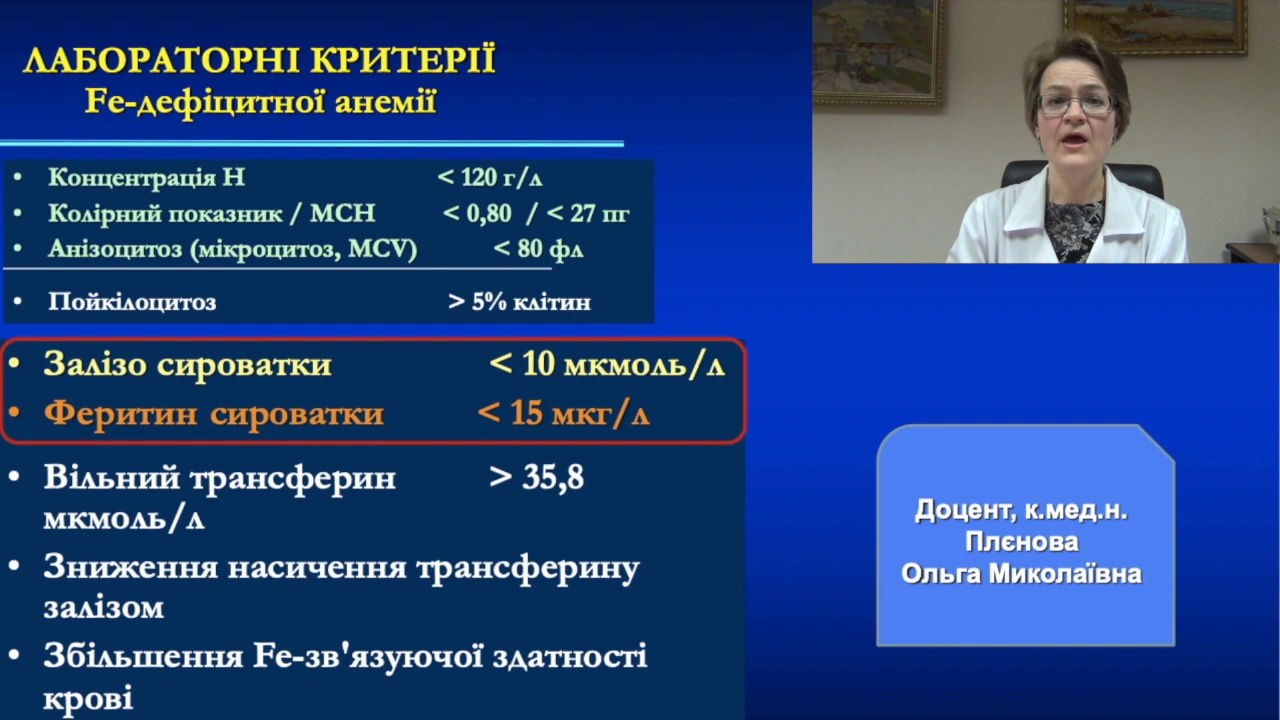 ЛАБОРАТОРНІ КРИТЕРІЇ
Fe-дефіцитної анемії
• Концентрація Н < 120 г/л
• Колірний показник / МСН < 0,80 / < 27 пг
• Анізоцитоз (мікроцитоз, MCV) < 80 фл
• Пойкілоцитоз > 5% клітин
• Залізо сироватки < 10 мкмоль/л
• Феритин сироватки < 15 мкг/л
• Вільний трансферин > 35,8
мкмоль/л
• Зниження насичення трансферину
залізом
• Збільшення Fe-зв'язуючої здатності
крові
Доцент, к.мед.н.
Плєнова
Ольга Миколаївна